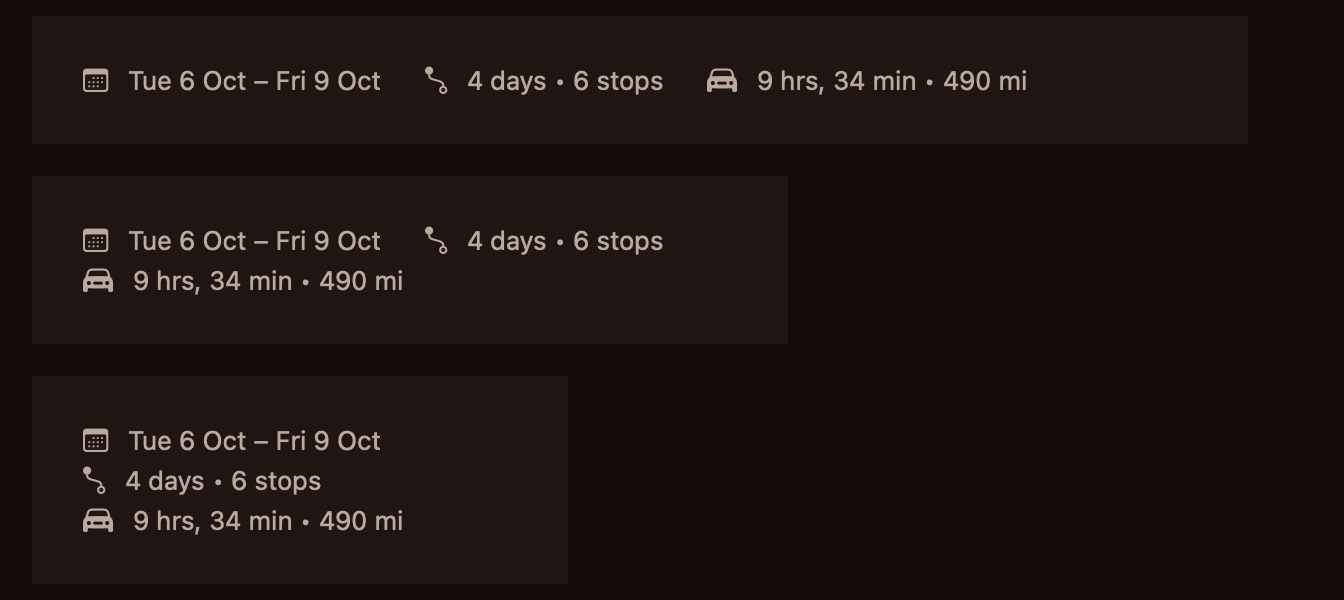 Tue 6 Oct – Fri 9 Oct 4 days • 6 stops 9 hrs, 34 min • 490 mi
Tue 6 Oct – Fri 9 Oct 4 days • 6 stops
9 hrs, 34 min • 490 mi
Tue 6 Oct – Fri 9 Oct
4 days • 6 stops
9 hrs, 34 min • 490 mi